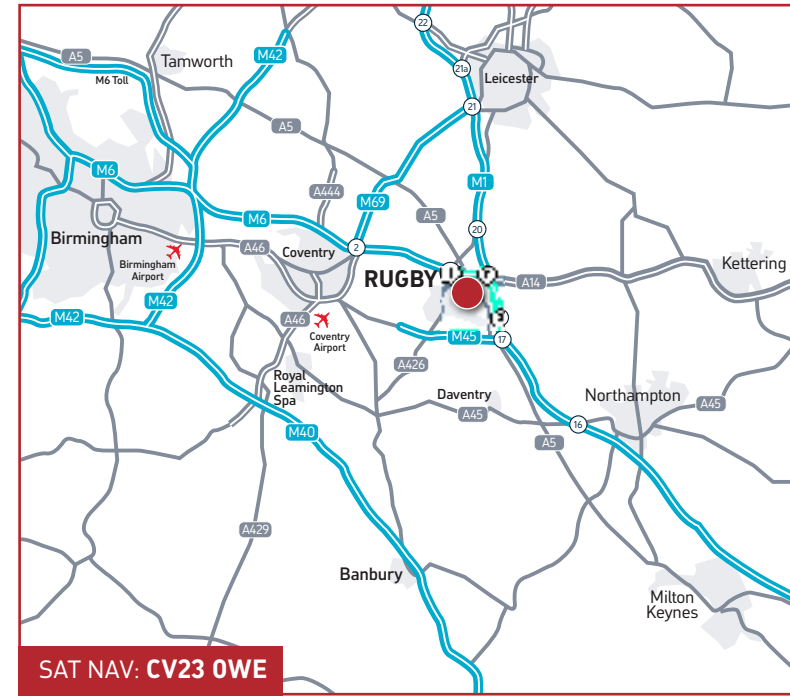 22
A5
Tamworth
M42
M6 Toll
21a
Leicester
21
A5
M6
M1
A444
M69
A5
M6
20
Birmingham
A46
Coventry
2
Birmingham
Airport
Kettering
RUGBY
A14
M42
M42
A46
Coventry
Airport
M45
17
A426
Royal
Leamington
Spa
Daventry
Northampton
A45
A45
M40
16
A5
A429
Banbury
Milton
Keynes
SAT NAV: CV23 0WE